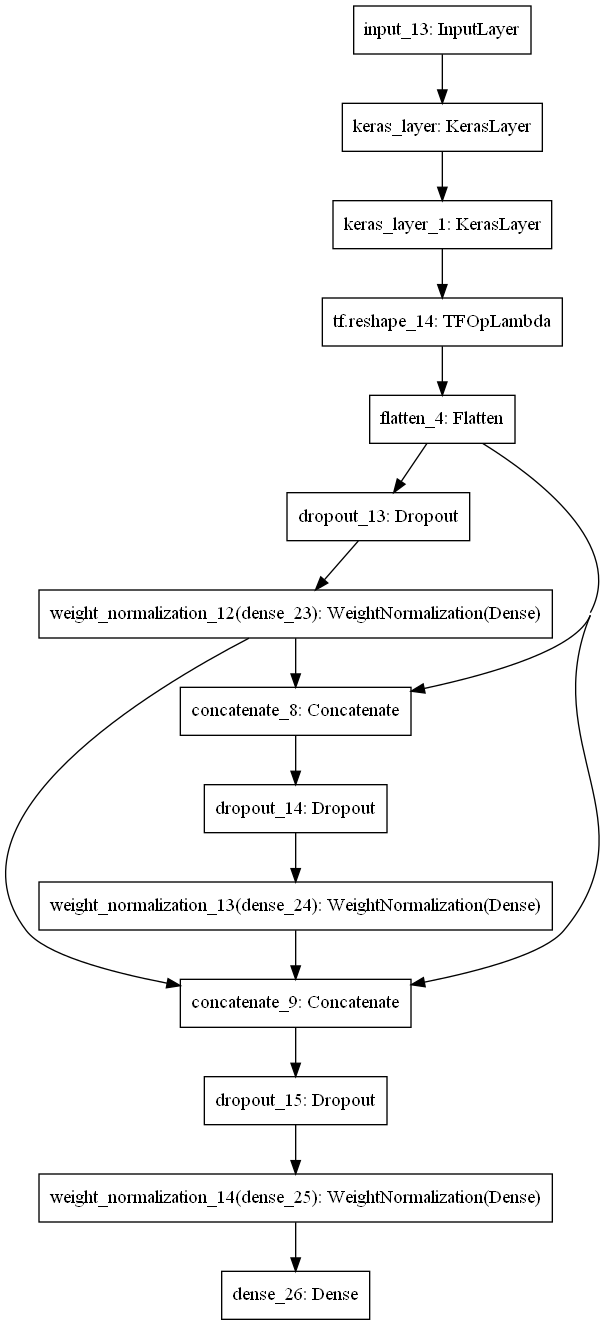 input_13: InputLayer
keras_layer: KerasLayer
keras_layer_1: KerasLayer
tf.reshape_14: TFOpLambda
flatten_4: Flatten
dropout_13: Dropout
weight_normalization_12(dense_23): WeightNormalization(Dense)
concatenate_8: Concatenate
dropout_14: Dropout
weight_normalization_13(dense_24): WeightNormalization(Dense)
concatenate_9: Concatenate
dropout_15: Dropout
weight_normalization_14(dense_25): WeightNormalization(Dense)
dense_26: Dense